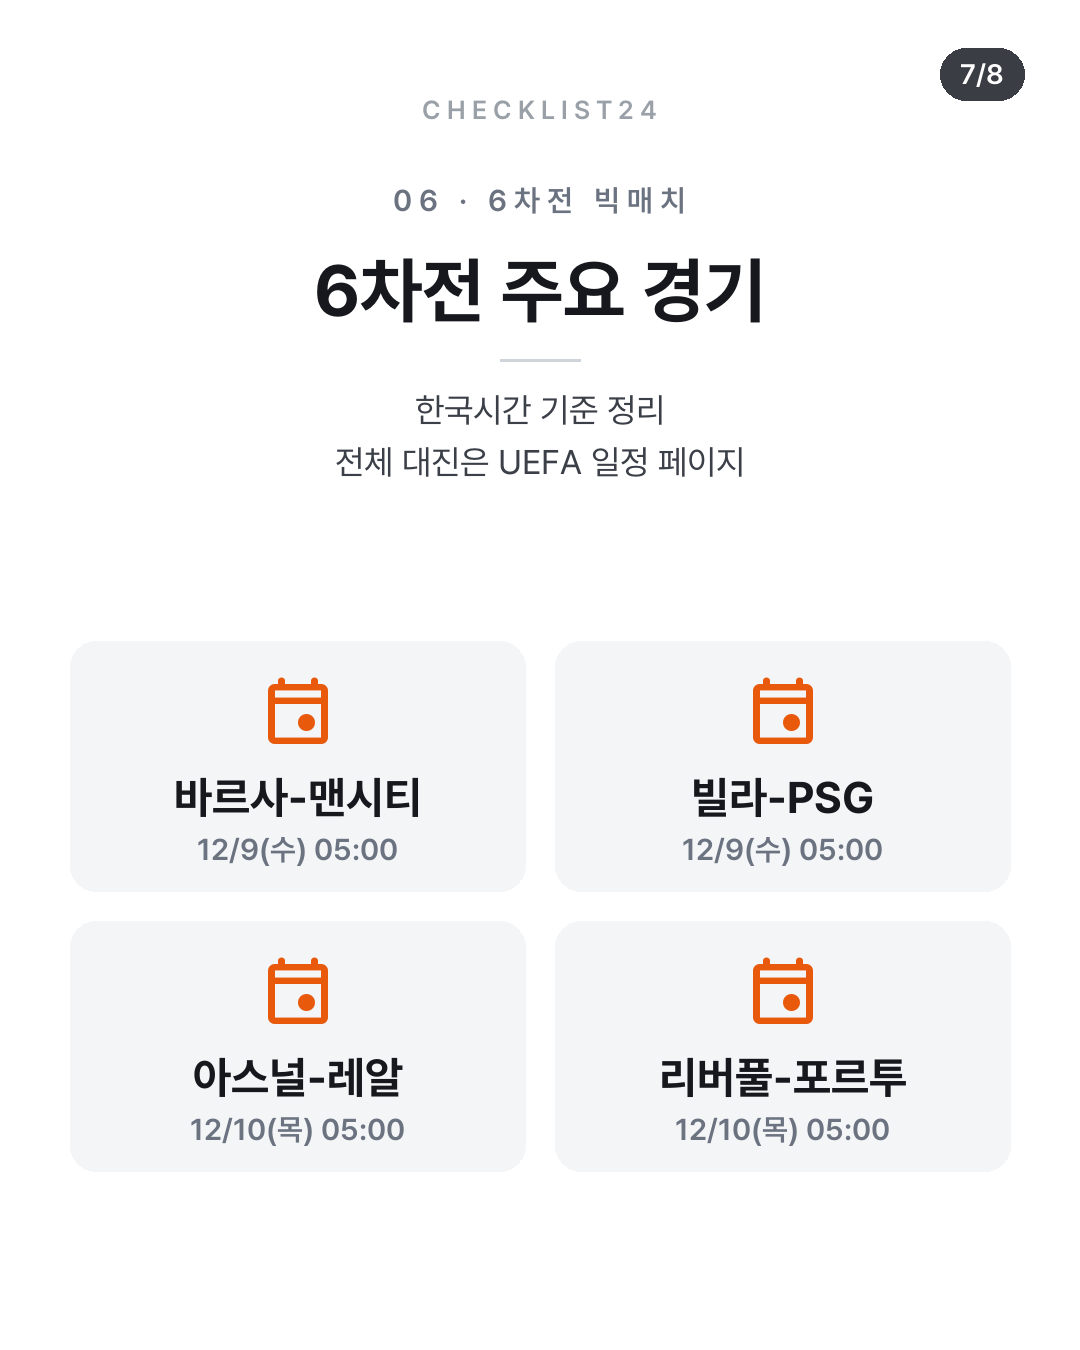 7/8
CHECKLIST24
06 · 6차전 빅매치
6차전 주요 경기
한국시간 기준 정리
전체 대진은 UEFA 일정 페이지
바르사-맨시티
12/9(수) 05:00
빌라-PSG
12/9(수) 05:00
아스널-레알
12/10(목) 05:00
리버풀-포르투
12/10(목) 05:00